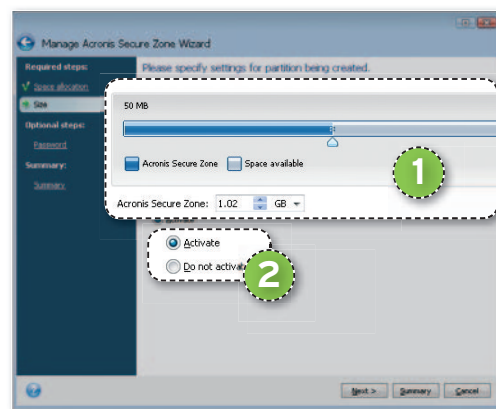 Manage Acronis Secure Zone Wizard
Required steps:
Please specify settings for partition being created.
Space allocation
Size
50 MB
Optional steps:
Password
Acronis Secure Zone
Space available
1
Summary:
Summary
Acronis Secure Zone: 1.02 GB
Activate
Do not activate
2
Next >
Summary
Cancel